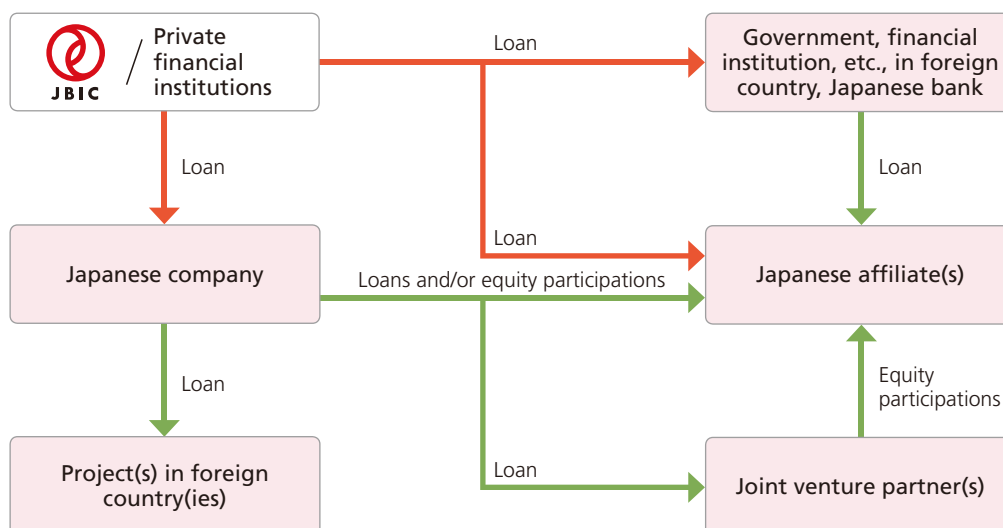 JBIC
Private
financial
institutions
Loan
Government, financial
institution, etc., in foreign
country, Japanese bank
Loan
Loan
Loan
Japanese company
Loans and/or equity participations
Japanese affiliate(s)
Loan
Equity
participations
Project(s) in foreign
country(ies)
Loan
Joint venture partner(s)